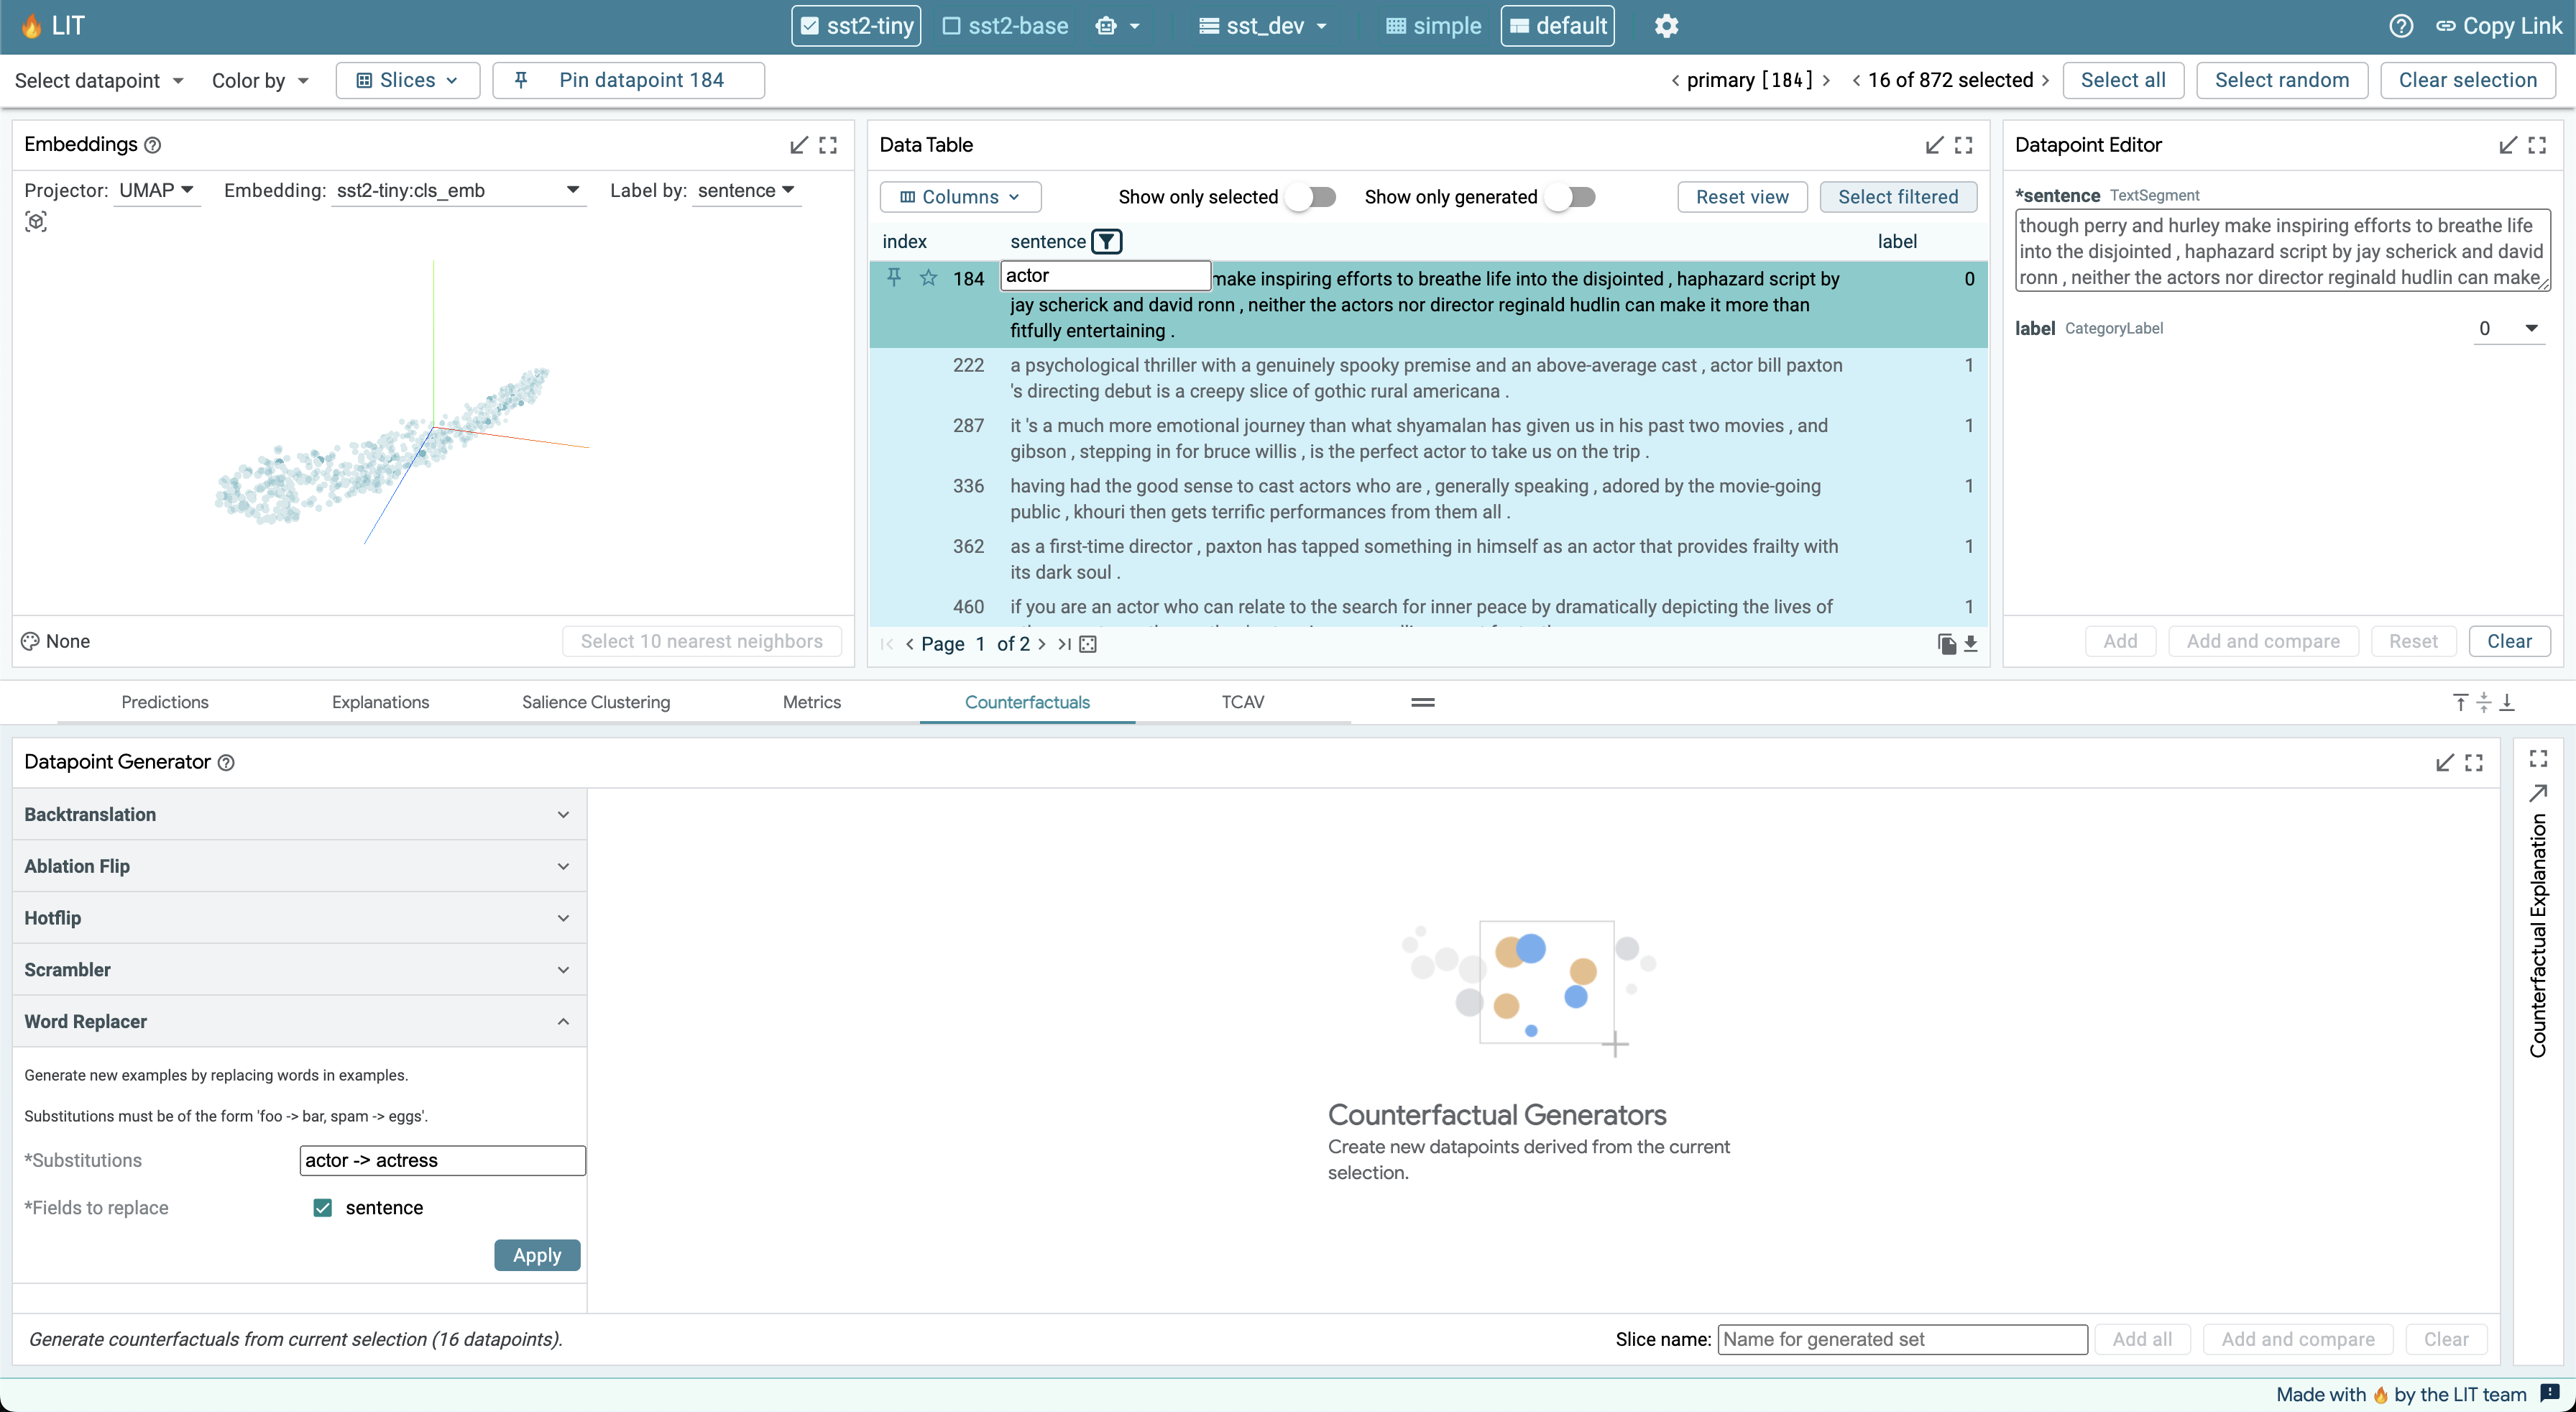 LIT
sst2-tiny
sst2-base
sst_dev
simple
default
Copy Link
Select datapoint
Color by
Slices
Pin datapoint 184
primary [184]
16 of 872 selected
Select all
Select random
Clear selection
Embeddings
Projector: UMAP
Embedding: sst2-tiny:cls_emb
Label by: sentence
None
Select 10 nearest neighbors
Data Table
Columns
Show only selected
Show only generated
Reset view
Select filtered
index sentence label
184 actor make inspiring efforts to breathe life into the disjointed , haphazard script by 0
jay scherick and david ronn , neither the actors nor director reginald hudlin can make it more than
fitfully entertaining .
222 a psychological thriller with a genuinely spooky premise and an above-average cast , actor bill paxton 1
's directing debut is a creepy slice of gothic rural americana .
287 it 's a much more emotional journey than what shyamalan has given us in his past two movies , and 1
gibson , stepping in for bruce willis , is the perfect actor to take us on the trip .
336 having had the good sense to cast actors who are , generally speaking , adored by the movie-going 1
public , khouri then gets terrific performances from them all .
362 as a first-time director , paxton has tapped something in himself as an actor that provides frailty with 1
its dark soul .
460 if you are an actor who can relate to the search for inner peace by dramatically depicting the lives of 1
Page 1 of 2
Datapoint Editor
*sentence TextSegment
though perry and hurley make inspiring efforts to breathe life
into the disjointed , haphazard script by jay scherick and david
ronn , neither the actors nor director reginald hudlin can make
label CategoryLabel 0
Add
Add and compare
Reset
Clear
Predictions
Explanations
Salience Clustering
Metrics
Counterfactuals
TCAV
Datapoint Generator
Backtranslation
Ablation Flip
Hotflip
Scrambler
Word Replacer
Generate new examples by replacing words in examples.
Substitutions must be of the form 'foo -> bar, spam -> eggs'.
*Substitutions actor -> actress
*Fields to replace sentence
Apply
Counterfactual Generators
Create new datapoints derived from the current
selection.
Counterfactual Explanation
Generate counterfactuals from current selection (16 datapoints).
Slice name: Name for generated set
Add all
Add and compare
Clear
Made with 🔥 by the LIT team